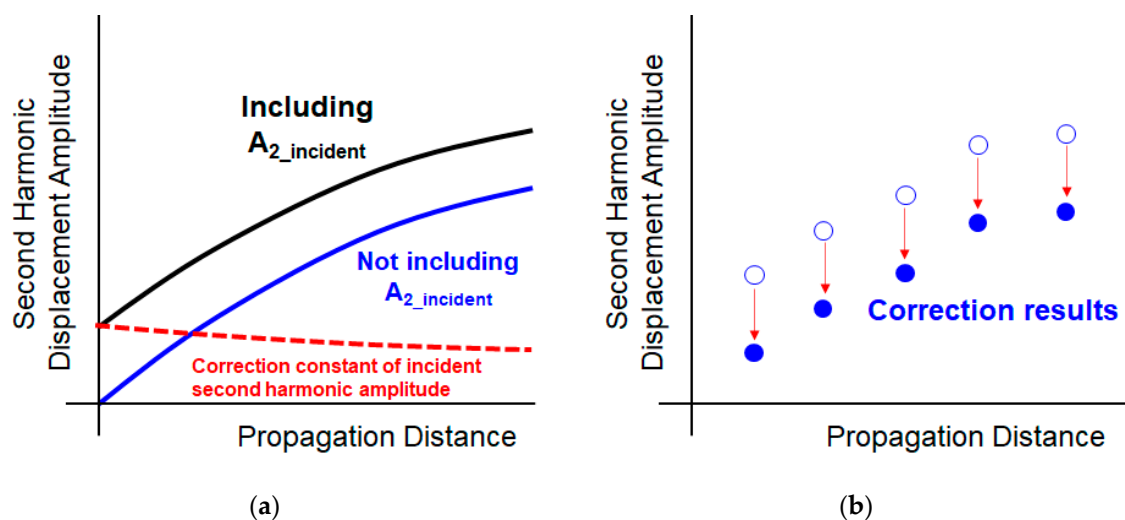 Second Harmonic
Displacement Amplitude
Including
A2_incident
Not including
A2_incident
Correction constant of incident
second harmonic amplitude
Propagation Distance
(a)
Second Harmonic
Displacement Amplitude
Correction results
Propagation Distance
(b)